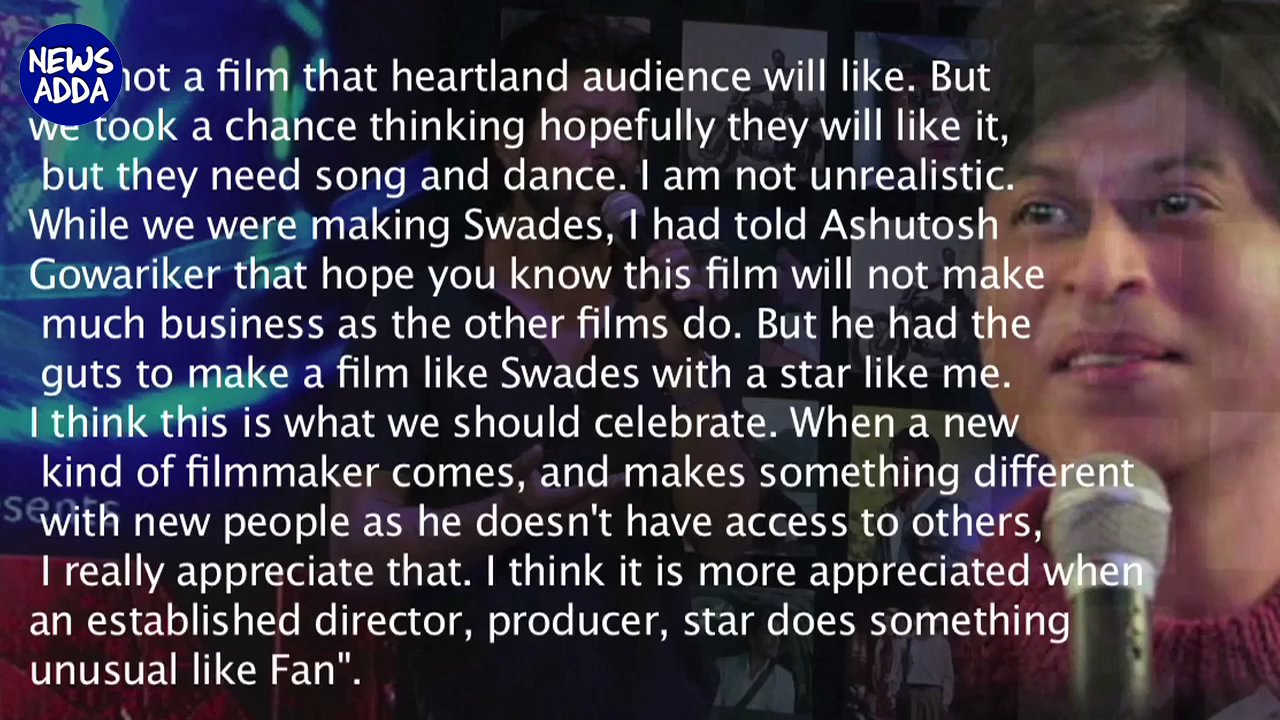 NEWS
ADDA
not a film that heartland audience will like. But
we took a chance thinking hopefully they will like it,
but they need song and dance. I am not unrealistic.
While we were making Swades, I had told Ashutosh
Gowariker that hope you know this film will not make
much business as the other films do. But he had the
guts to make a film like Swades with a star like me.
I think this is what we should celebrate. When a new
kind of filmmaker comes, and makes something different
with new people as he doesn't have access to others,
I really appreciate that. I think it is more appreciated when
an established director, producer, star does something
unusual like Fan".